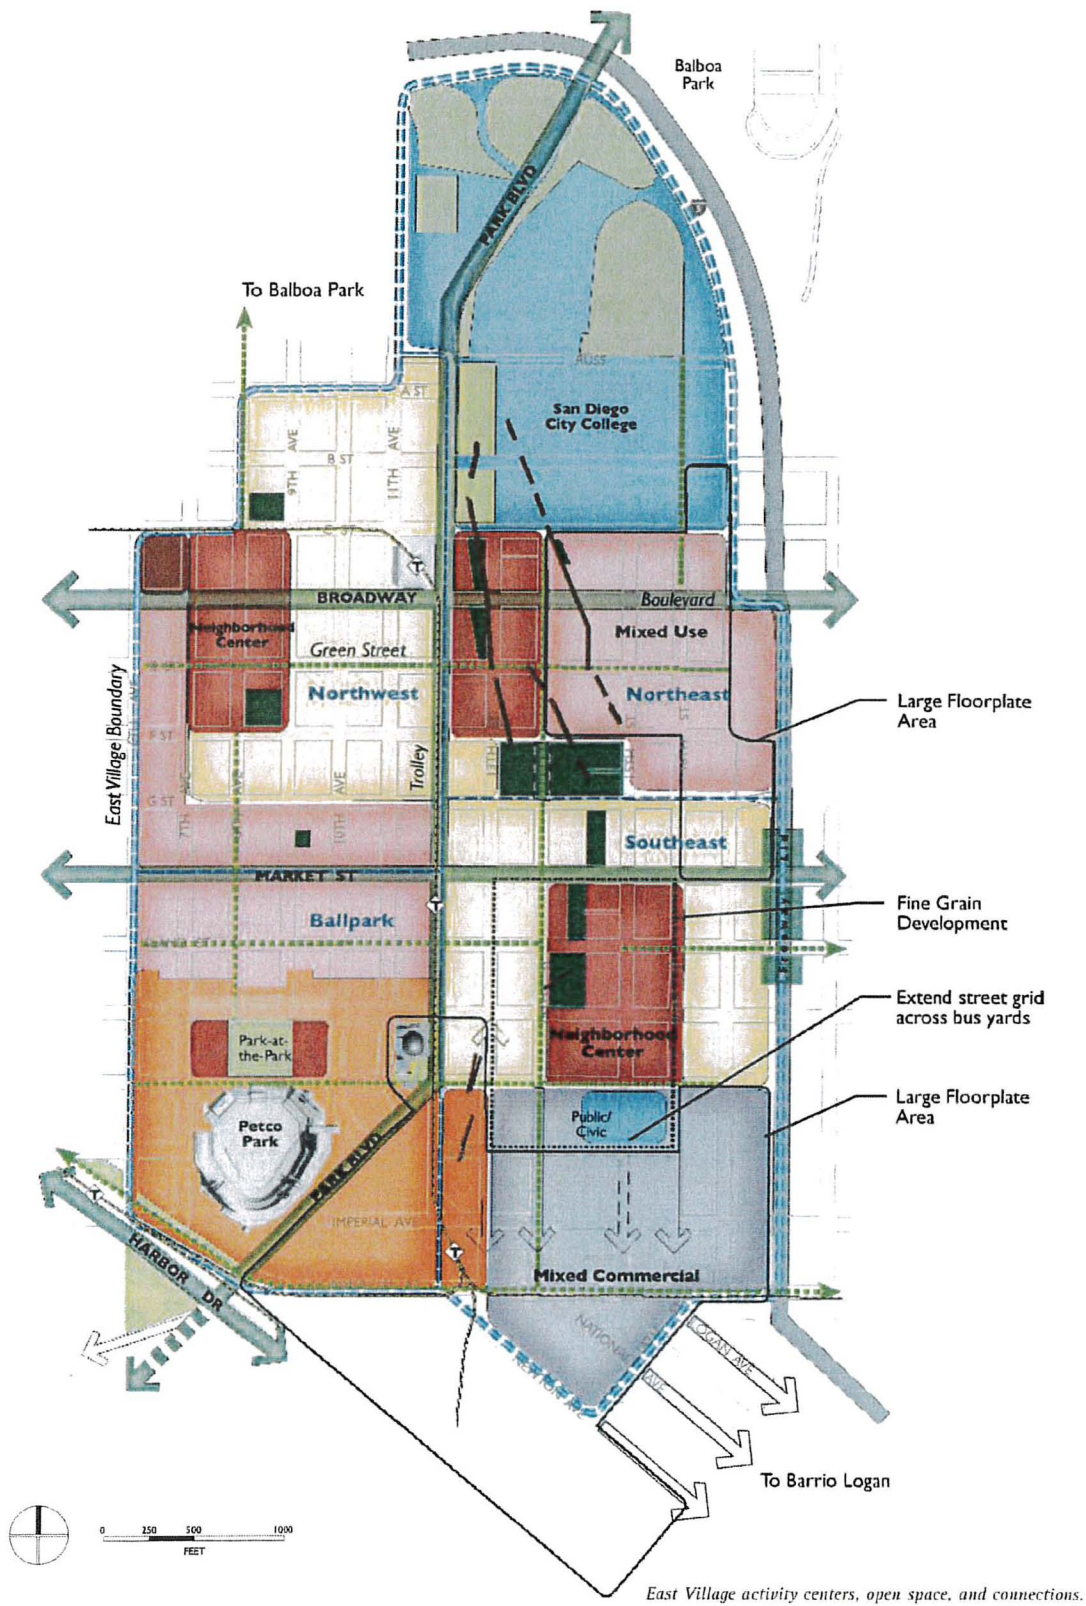 Balboa
Park
PARK BLVD
To Balboa Park
RUSS
A ST
San Diego
City College
9TH AVE
11TH AVE
B ST
C ST
T
BROADWAY
Boulevard
Neighborhood
Center
Mixed Use
Green Street
Northwest
Northeast
East Village Boundary
Large Floorplate
Area
F ST
Trolley
G ST
7TH AVE
10TH AVE
Southeast
MARKET ST
Ballpark
T
Fine Grain
Development
Extend street grid
across bus yards
Park-at-
the-Park
Neighborhood
Center
Large Floorplate
Area
Public/
Civic
Petco
Park
PARK BLVD
T
IMPERIAL AVE
HARBOR DR
T
Mixed Commercial
NATIONAL AVE
LOGAN AVE
NEWTON AVE
To Barrio Logan
0 250 500 1000
FEET
East Village activity centers, open space, and connections.